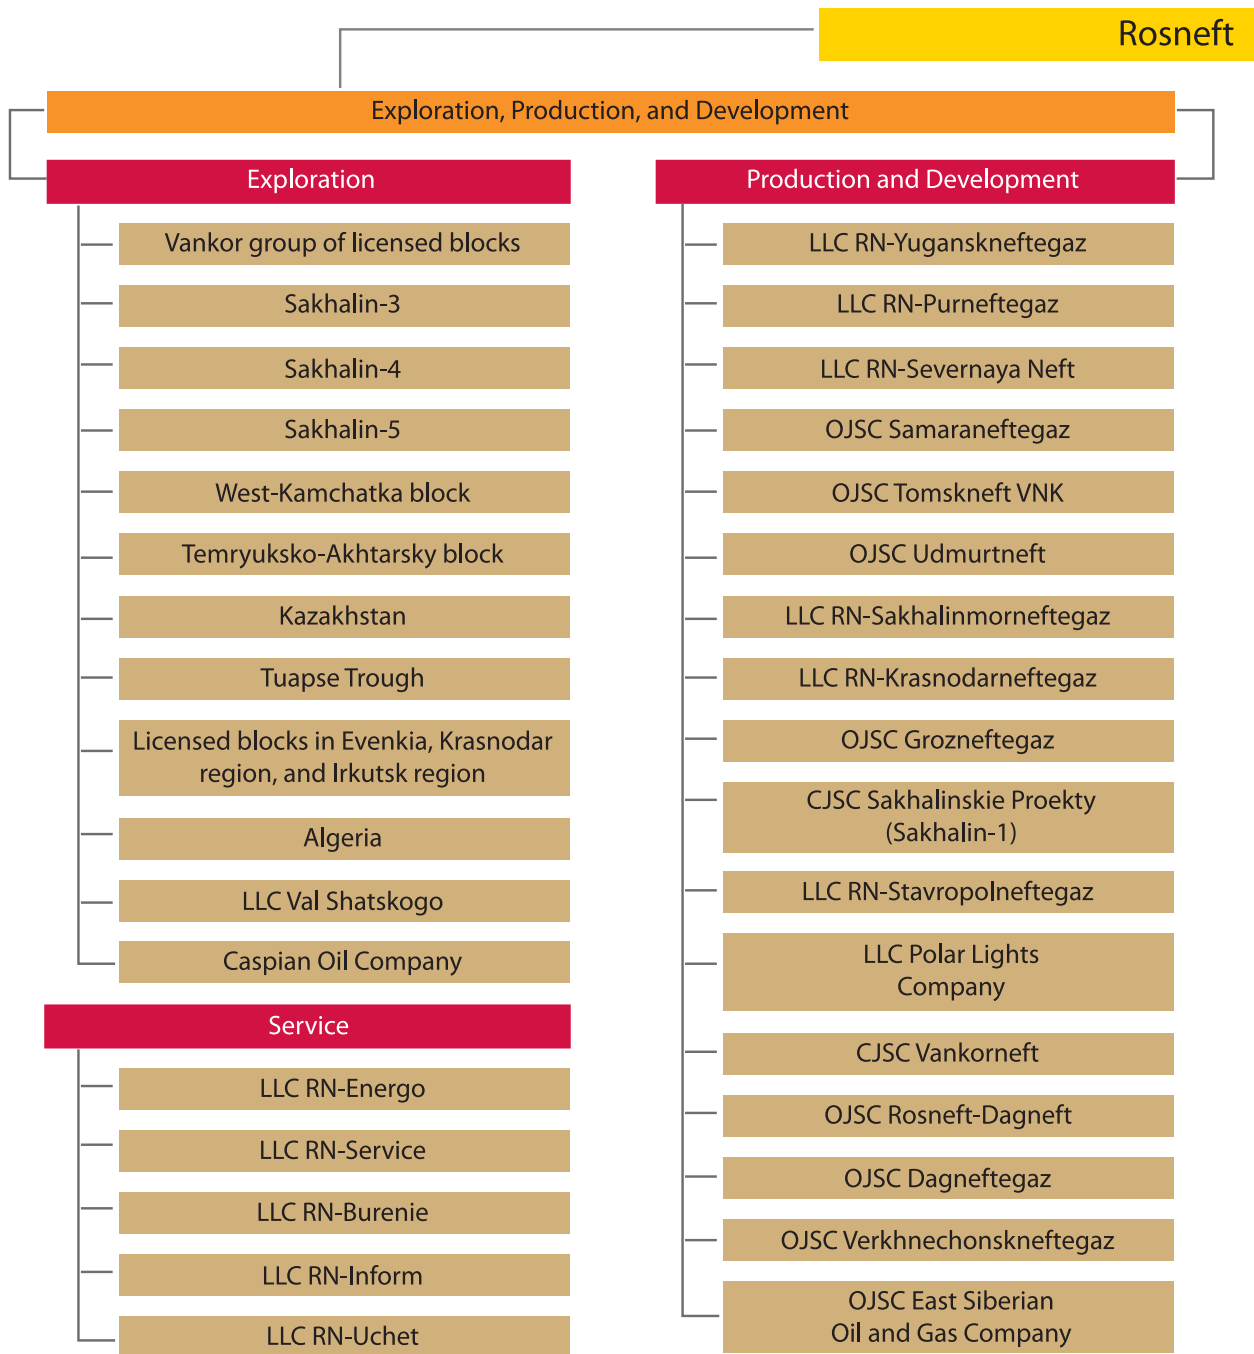 Rosneft
Exploration, Production, and Development
Exploration
Vankor group of licensed blocks
Sakhalin-3
Sakhalin-4
Sakhalin-5
West-Kamchatka block
Temryuksko-Akhtarsky block
Kazakhstan
Tuapse Trough
Licensed blocks in Evenkia, Krasnodar
region, and Irkutsk region
Algeria
LLC Val Shatskogo
Caspian Oil Company
Service
LLC RN-Energo
LLC RN-Service
LLC RN-Burenie
LLC RN-Inform
LLC RN-Uchet
Production and Development
LLC RN-Yuganskneftegaz
LLC RN-Purneftegaz
LLC RN-Severnaya Neft
OJSC Samaraneftegaz
OJSC Tomskneft VNK
OJSC Udmurtneft
LLC RN-Sakhalinmorneftegaz
LLC RN-Krasnodarneftegaz
OJSC Grozneftegaz
CJSC Sakhalinskie Proekty
(Sakhalin-1)
LLC RN-Stavropolneftegaz
LLC Polar Lights
Company
CJSC Vankorneft
OJSC Rosneft-Dagneft
OJSC Dagneftegaz
OJSC Verkhnechonskneftegaz
OJSC East Siberian
Oil and Gas Company